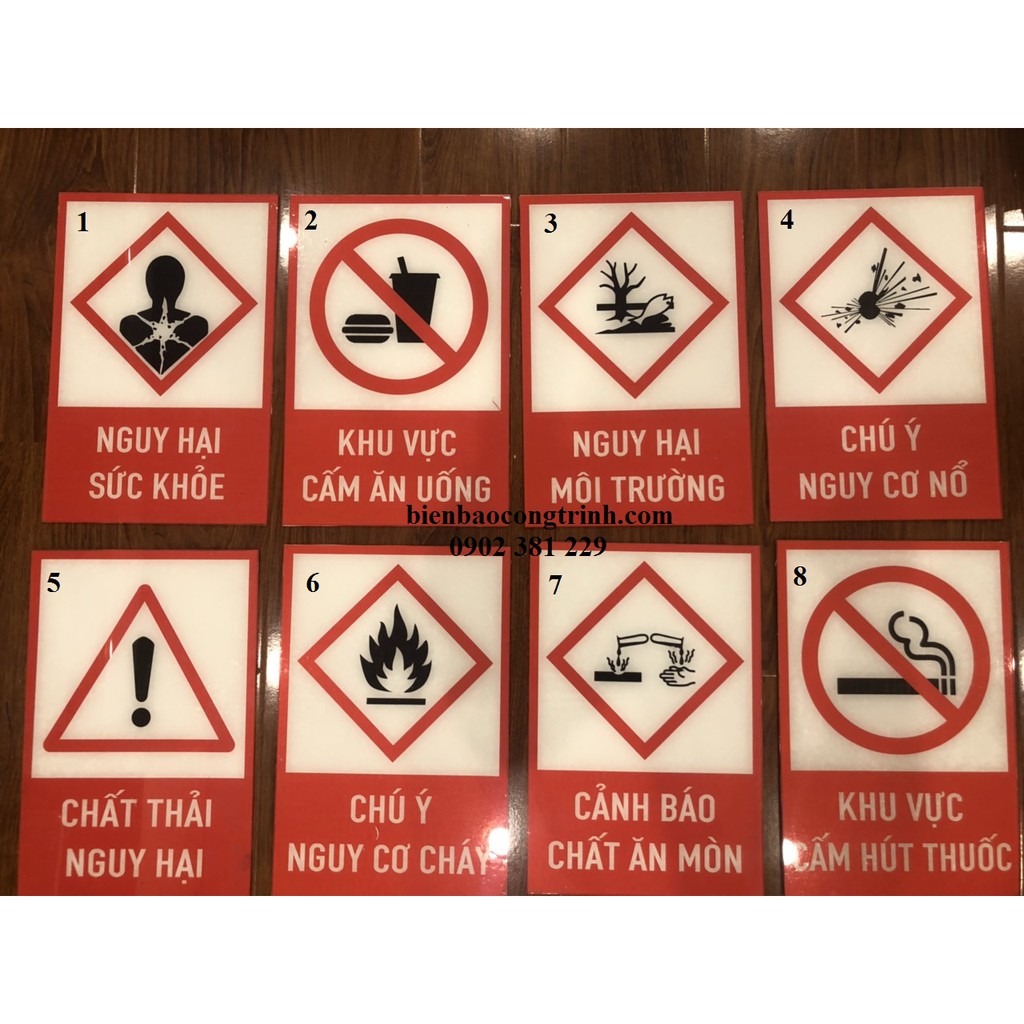 1
NGUY HẠI
SỨC KHỎE
2
KHU VỰC
CẤM ĂN UỐNG
3
NGUY HẠI
MÔI TRƯỜNG
4
CHÚ Ý
NGUY CƠ NỔ
bienbaocongtrinh.com
0902 381 229
5
CHẤT THẢI
NGUY HẠI
6
CHÚ Ý
NGUY CƠ CHÁY
7
CẢNH BÁO
CHẤT ĂN MÒN
8
KHU VỰC
CẤM HÚT THUỐC